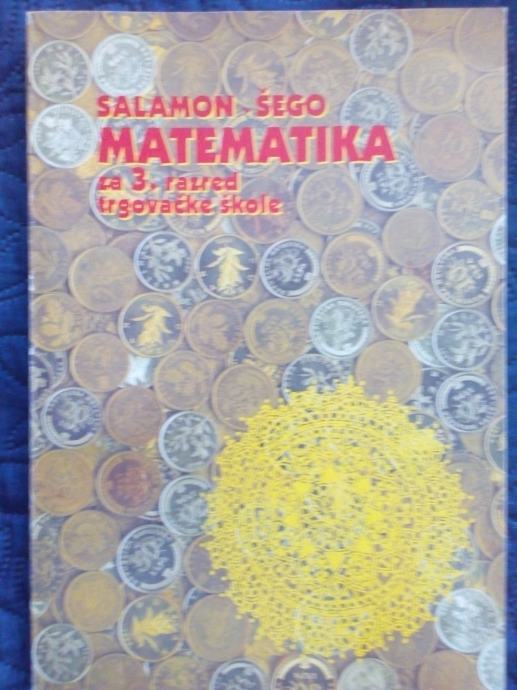 SALAMON - ŠEGO
MATEMATIKA
za 3. razred
trgovačke škole